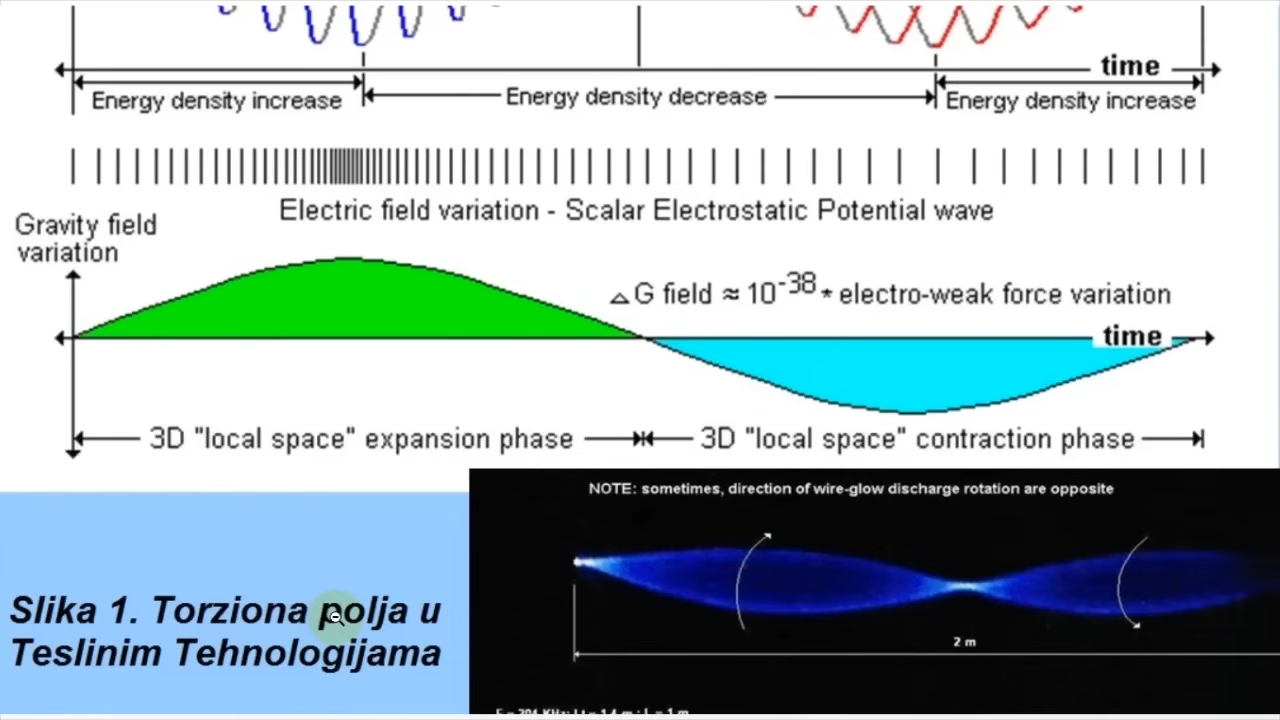 time
Energy density increase
Energy density decrease
Energy density increase
Electric field variation - Scalar Electrostatic Potential wave
Gravity field
variation
△G field ≈ 10^-38 * electro-weak force variation
time
3D "local space" expansion phase
3D "local space" contraction phase
NOTE: sometimes, direction of wire-glow discharge rotation are opposite
2 m
Slika 1. Torziona polja u
Teslinim Tehnologijama